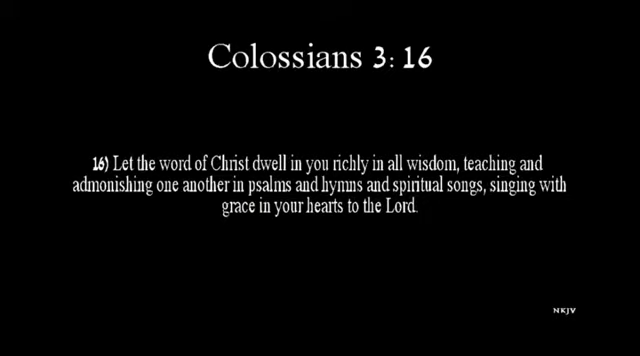 Colossians 3: 16
16) Let the word of Christ dwell in you richly in all wisdom, teaching and
admonishing one another in psalms and hymns and spiritual songs, singing with
grace in your hearts to the Lord.
NKJV